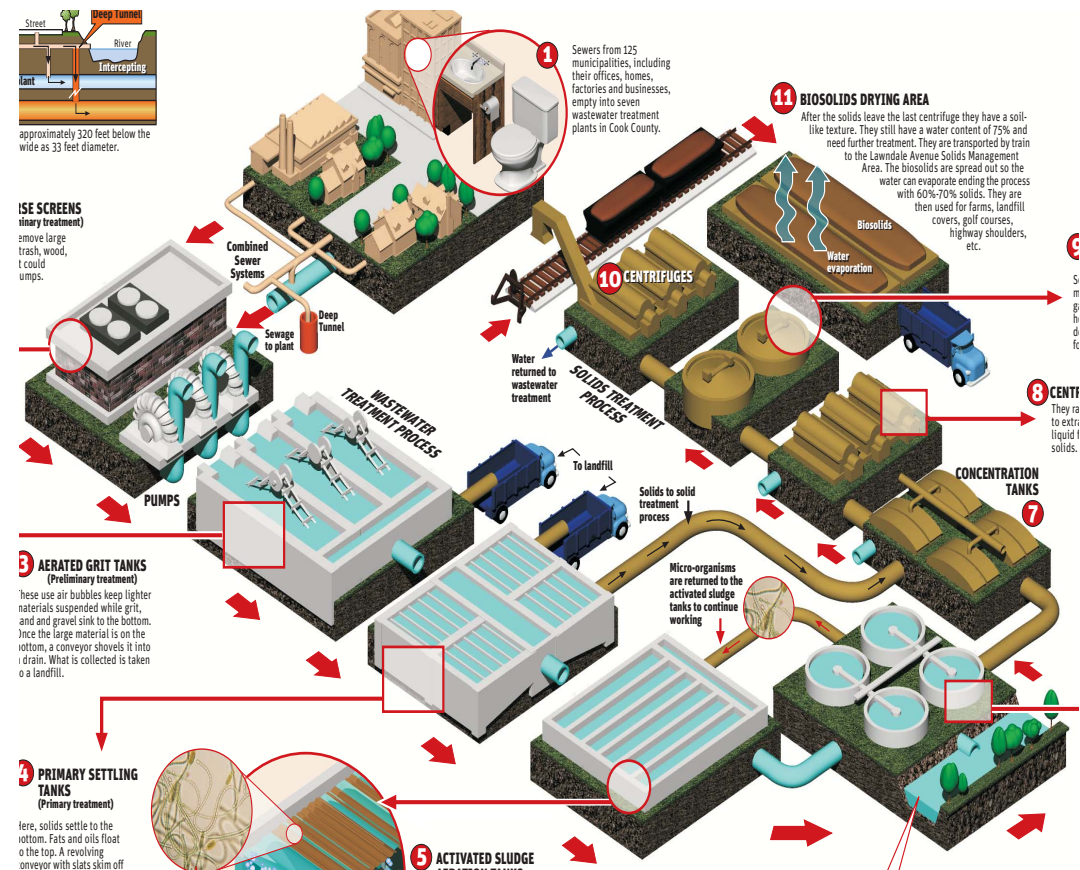 Street
Deep Tunnel
River
Intercepting
plant
approximately 320 feet below the
wide as 33 feet diameter.
1
Sewers from 125
municipalities, including
their offices, homes,
factories and businesses,
empty into seven
wastewater treatment
plants in Cook County.
11 BIOSOLIDS DRYING AREA
After the solids leave the last centrifuge they have a soil-
like texture. They still have a water content of 75% and
need further treatment. They are transported by train
to the Lawndale Avenue Solids Management
Area. The biosolids are spread out so the
water can evaporate ending the process
with 60%-70% solids. They are
then used for farms, landfill
covers, golf courses,
highway shoulders,
etc.
Biosolids
Water
evaporation
RSE SCREENS
inary treatment)
emove large
trash, wood,
t could
umps.
Combined
Sewer
Systems
Sewage
to plant
Deep
Tunnel
10 CENTRIFUGES
Water
returned to
wastewater
treatment
SOLIDS TREATMENT
PROCESS
9
8 CENTR
They ra
to extra
liquid f
solids.
WASTEWATER
TREATMENT PROCESS
PUMPS
To landfill
Solids to solid
treatment
process
CONCENTRATION
TANKS
7
3 AERATED GRIT TANKS
(Preliminary treatment)
These use air bubbles keep lighter
materials suspended while grit,
sand and gravel sink to the bottom.
Once the large material is on the
bottom, a conveyor shovels it into
a drain. What is collected is taken
to a landfill.
Micro-organisms
are returned to the
activated sludge
tanks to continue
working
4 PRIMARY SETTLING
TANKS
(Primary treatment)
Here, solids settle to the
bottom. Fats and oils float
to the top. A revolving
conveyor with slats skim off
5 ACTIVATED SLUDGE
AERATION TANKS